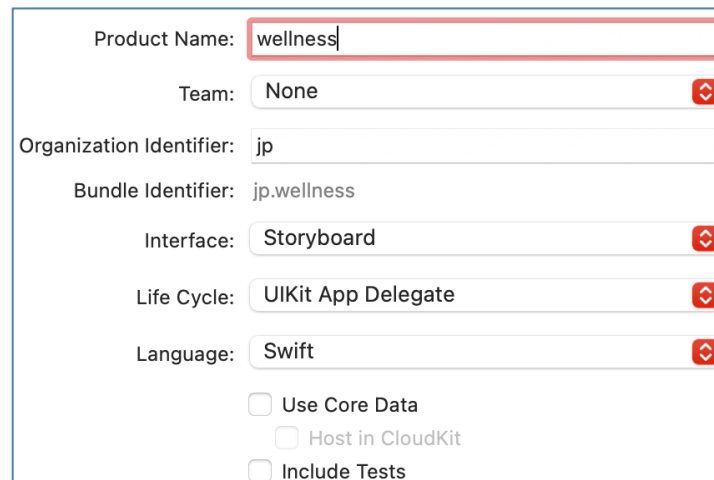 Product Name: wellness
Team: None
Organization Identifier: jp
Bundle Identifier: jp.wellness
Interface: Storyboard
Life Cycle: UIKit App Delegate
Language: Swift
Use Core Data
Host in CloudKit
Include Tests